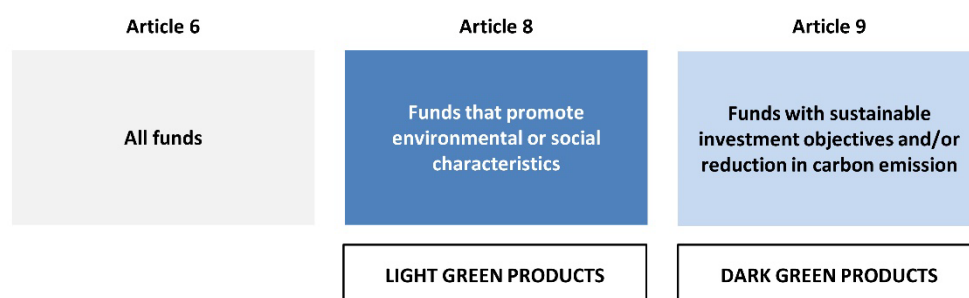 Article 6
Article 8
Article 9
All funds
Funds that promote
environmental or social
characteristics
Funds with sustainable
investment objectives and/or
reduction in carbon emission
LIGHT GREEN PRODUCTS
DARK GREEN PRODUCTS